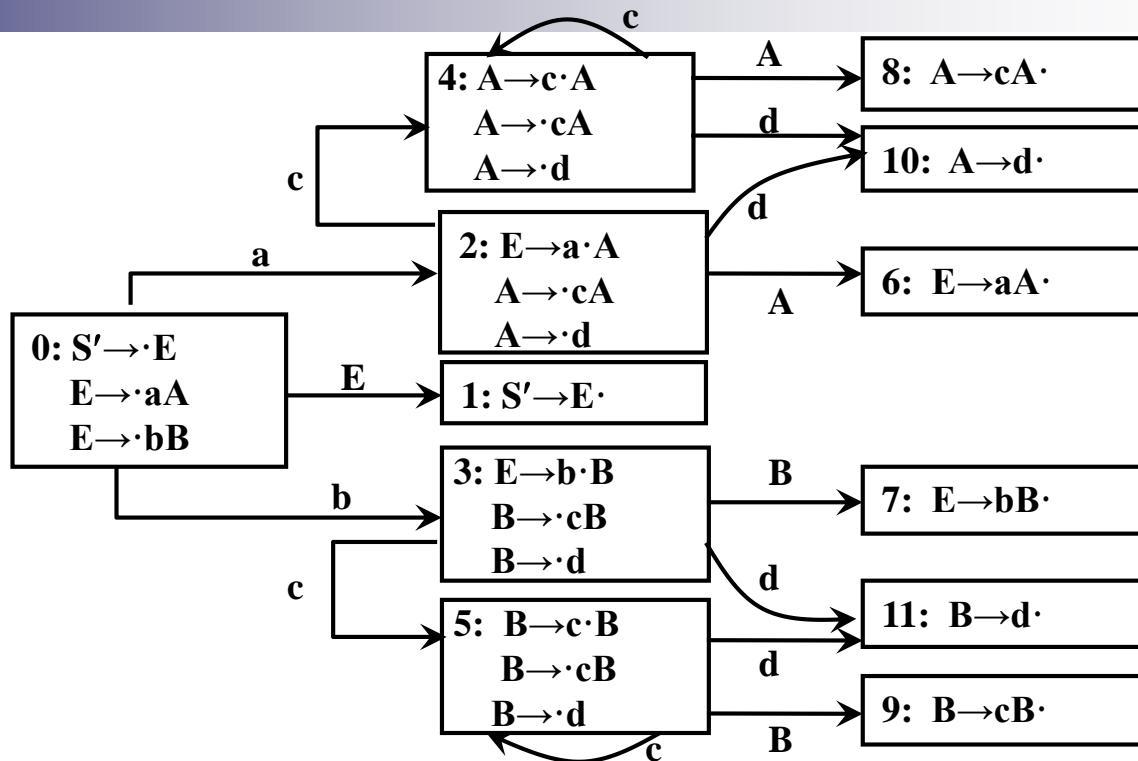 c
4: A→c·A
A→·cA
A→·d
A
8: A→cA·
d
10: A→d·
c
d
2: E→a·A
A→·cA
A→·d
a
A
6: E→aA·
0: S′→·E
E→·aA
E→·bB
E
1: S′→E·
b
3: E→b·B
B→·cB
B→·d
B
7: E→bB·
c
d
11: B→d·
5: B→c·B
B→·cB
B→·d
d
B
9: B→cB·
c